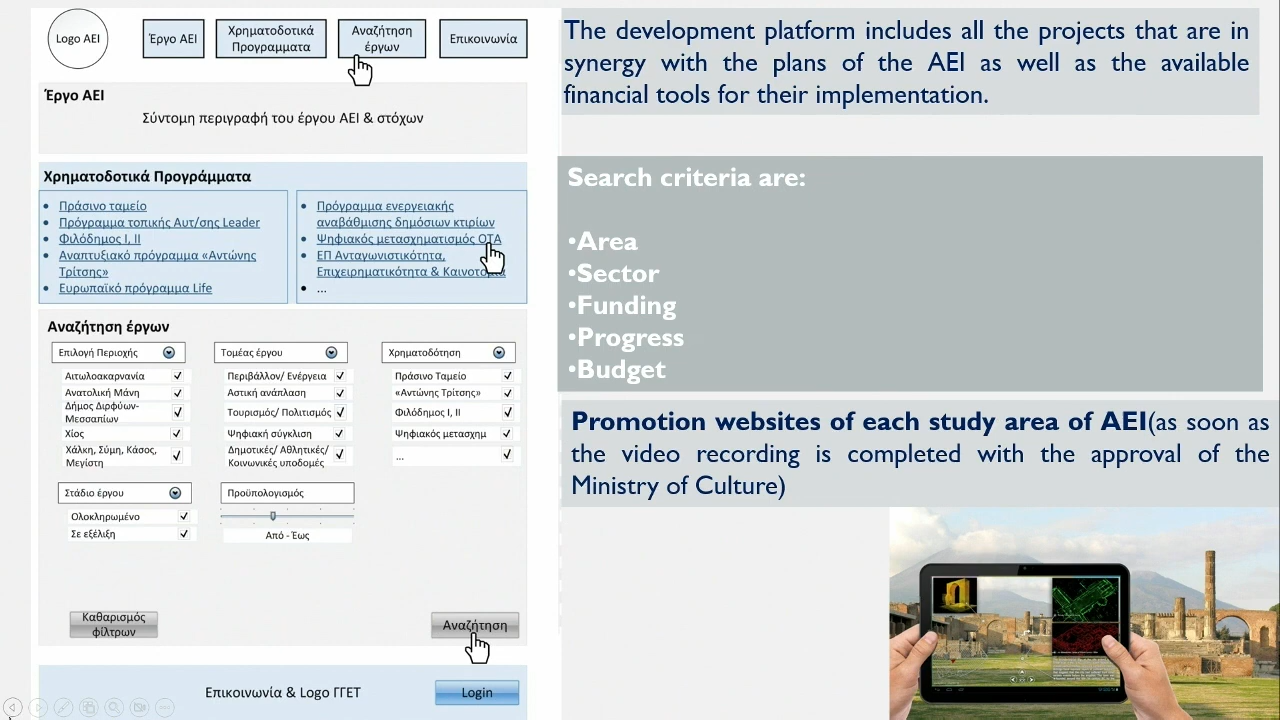 Logo AEI
Έργο ΑΕΙ
Χρηματοδοτικά
Προγραμματα
Αναζήτηση
έργων
Επικοινωνία
Έργο ΑΕΙ
Σύντομη περιγραφή του έργου ΑΕΙ & στόχων
Χρηματοδοτικά Προγράμματα
• Πράσινο ταμείο
• Πρόγραμμα τοπικής Αυτ/σης Leader
• Φιλόδημος Ι, ΙΙ
• Αναπτυξιακό πρόγραμμα «Αντώνης
Τρίτσης»
• Ευρωπαϊκό πρόγραμμα Life
• Πρόγραμμα ενεργειακής
αναβάθμισης δημόσιων κτιρίων
• Ψηφιακός μετασχηματισμός ΟΤΑ
• ΕΠ Ανταγωνιστικότητα,
Επιχειρηματικότητα & Καινοτομία
• ...
Αναζήτηση έργων
Επιλογή Περιοχής
Αιτωλοακαρνανία
Ανατολική Μάνη
Δήμος Διρφύων-
Μεσσαπίων
Χίος
Χάλκη, Σύμη, Κάσος,
Μεγίστη
Τομέας έργου
Περιβάλλον/ Ενέργεια
Αστική ανάπλαση
Τουρισμός/ Πολιτισμός
Ψηφιακή σύγκλιση
Δημοτικές/ Αθλητικές/
Κοινωνικές υποδομές
Χρηματοδότηση
Πράσινο Ταμείο
«Αντώνης Τρίτσης»
Φιλόδημος Ι, ΙΙ
Ψηφιακός μετασχημ
...
Στάδιο έργου
Ολοκληρωμένο
Σε εξέλιξη
Προϋπολογισμός
Από - Έως
Καθαρισμός
φίλτρων
Αναζήτηση
Επικοινωνία & Logo ΓΓΕΤ
Login
The development platform includes all the projects that are in
synergy with the plans of the AEI as well as the available
financial tools for their implementation.
Search criteria are:
•Area
•Sector
•Funding
•Progress
•Budget
Promotion websites of each study area of AEI(as soon as
the video recording is completed with the approval of the
Ministry of Culture)